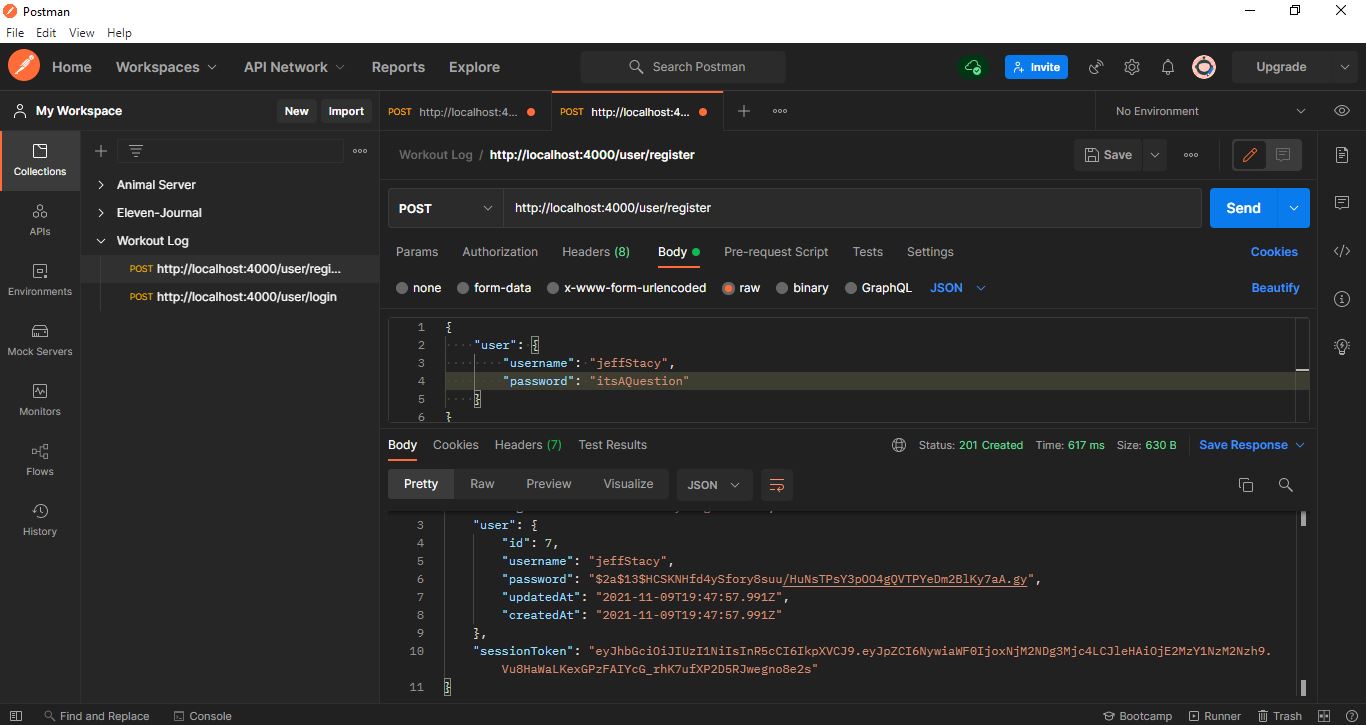 Postman
File Edit View Help
Home Workspaces API Network Reports Explore Search Postman Invite Upgrade
My Workspace New Import POST http://localhost:4... POST http://localhost:4... No Environment
Workout Log / http://localhost:4000/user/register Save
Collections
APIs
Environments
Mock Servers
Monitors
Flows
History
Animal Server
Eleven-Journal
Workout Log
POST http://localhost:4000/user/regi...
POST http://localhost:4000/user/login
POST http://localhost:4000/user/register Send
Params Authorization Headers (8) Body Pre-request Script Tests Settings Cookies
none form-data x-www-form-urlencoded raw binary GraphQL JSON Beautify
1 {
2 "user": {
3 "username": "jeffStacy",
4 "password": "itsAQuestion"
5 }
6 }
Body Cookies Headers (7) Test Results Status: 201 Created Time: 617 ms Size: 630 B Save Response
Pretty Raw Preview Visualize JSON
3 "user": {
4 "id": 7,
5 "username": "jeffStacy",
6 "password": "$2a$13$HCSKNHfd4ySfory8suu/HuNsTPsY3pOO4gQVTPYeDm2BlKy7aA.gy",
7 "updatedAt": "2021-11-09T19:47:57.991Z",
8 "createdAt": "2021-11-09T19:47:57.991Z"
9 },
10 "sessionToken": "eyJhbGciOiJIUzI1NiIsInR5cCI6IkpXVCJ9.eyJpZCI6NywiaWF0IjoxNjM2NDg3Mjc4LCJleHAiOjE2MzY1NzM2Nzh9.
Vu8HaWaLKexGPzFAIYcG_rhK7ufXP2D5RJwegno8e2s"
11 }
Find and Replace Console Bootcamp Runner Trash